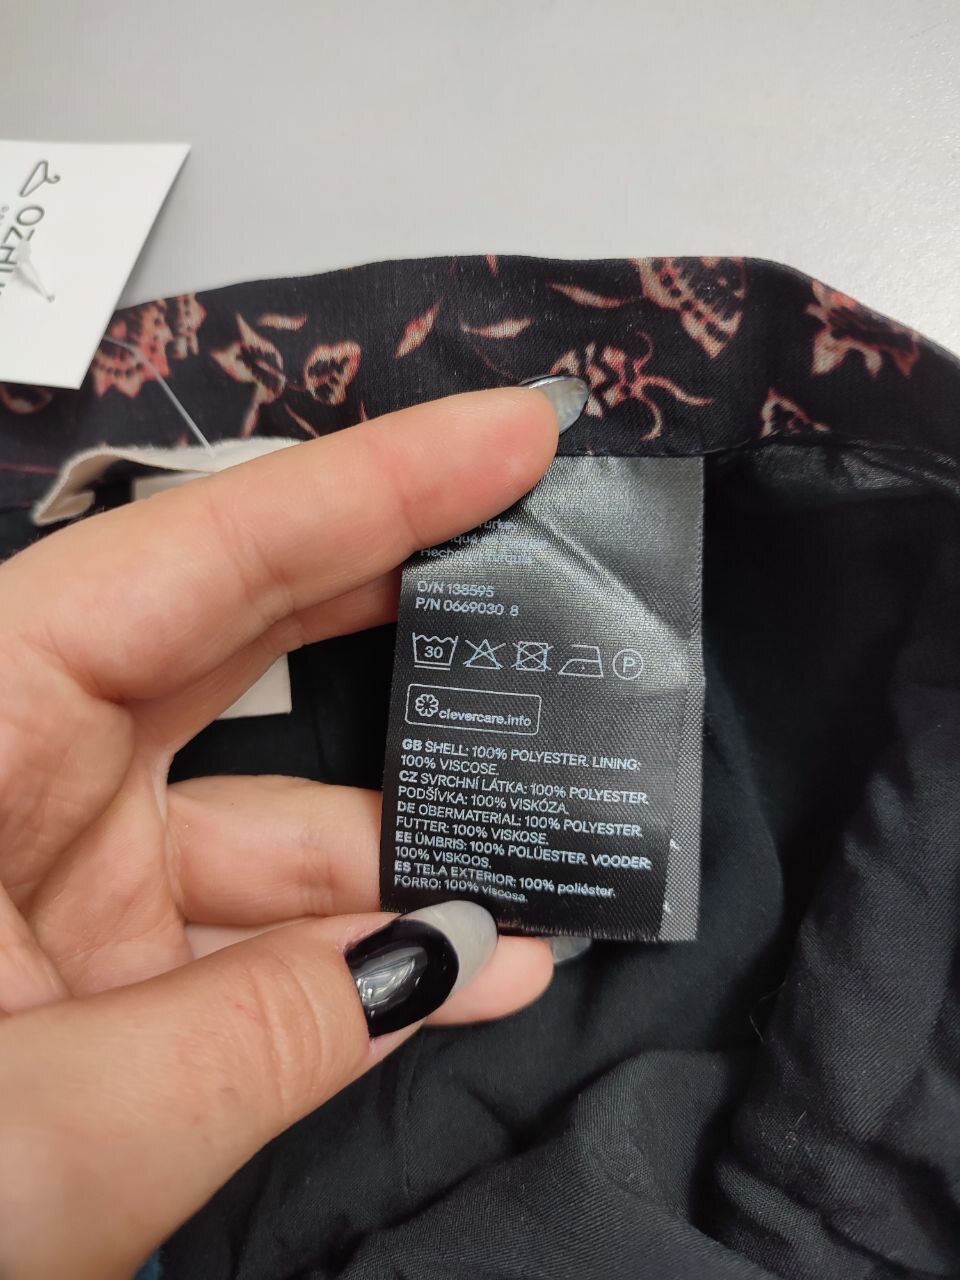 OZHI
Hecho
O/N 138595
P/N 0669030 8
30
P
clevercare.info
GB SHELL: 100% POLYESTER. LINING:
100% VISCOSE.
CZ SVRCHNÍ LÁTKA: 100% POLYESTER.
PODŠÍVKA: 100% VISKÓZA.
DE OBERMATERIAL: 100% POLYESTER.
FUTTER: 100% VISKOSE.
EE ÜMBRIS: 100% POLÜESTER. VOODER:
100% VISKOOS.
ES TELA EXTERIOR: 100% poliéster.
FORRO: 100% viscosa.